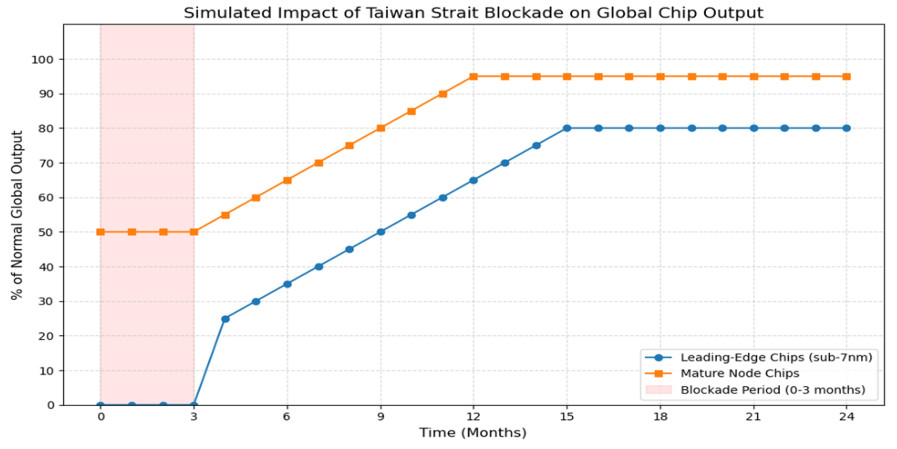 Simulated Impact of Taiwan Strait Blockade on Global Chip Output
% of Normal Global Output
100
90
80
70
60
50
40
30
20
10
0
0 3 6 9 12 15 18 21 24
Time (Months)
Leading-Edge Chips (sub-7nm)
Mature Node Chips
Blockade Period (0-3 months)